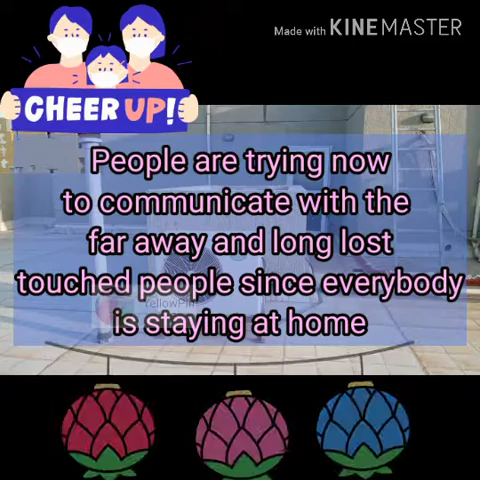 Made with KINEMASTER
CHEER UP!
People are trying now
to communicate with the
far away and long lost
touched people since everybody
YellowPin
is staying at home